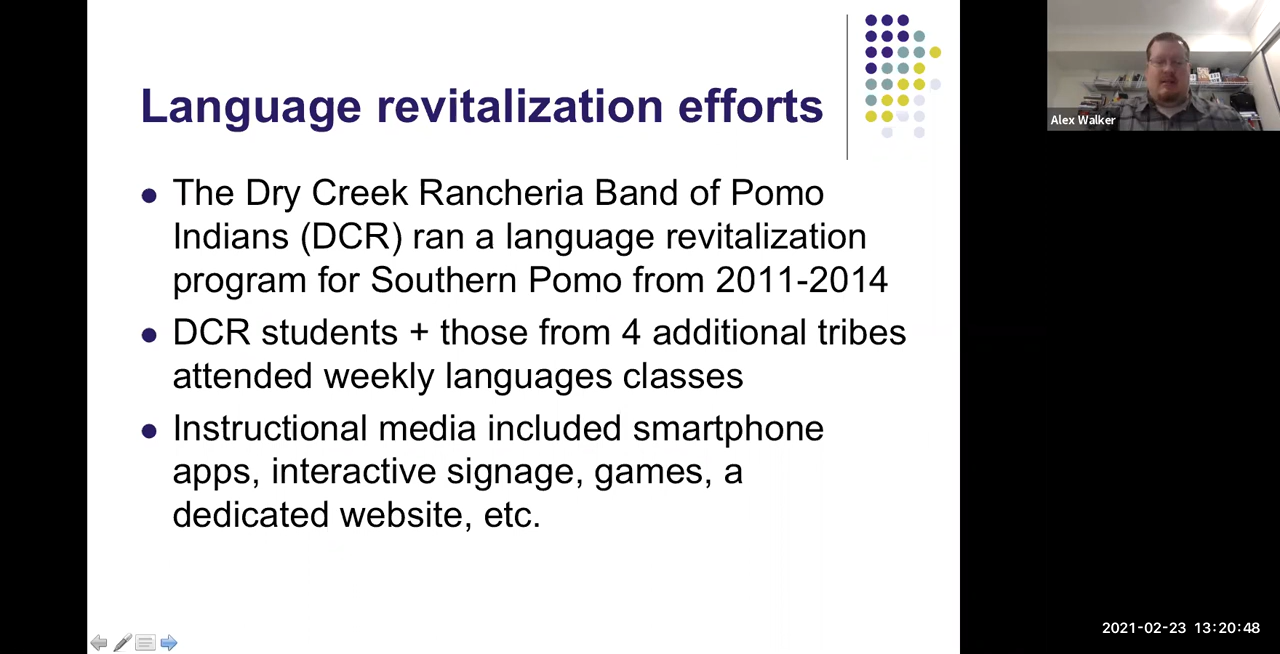 Language revitalization efforts
The Dry Creek Rancheria Band of Pomo
Indians (DCR) ran a language revitalization
program for Southern Pomo from 2011-2014
DCR students + those from 4 additional tribes
attended weekly languages classes
Instructional media included smartphone
apps, interactive signage, games, a
dedicated website, etc.
Alex Walker
2021-02-23 13:20:48